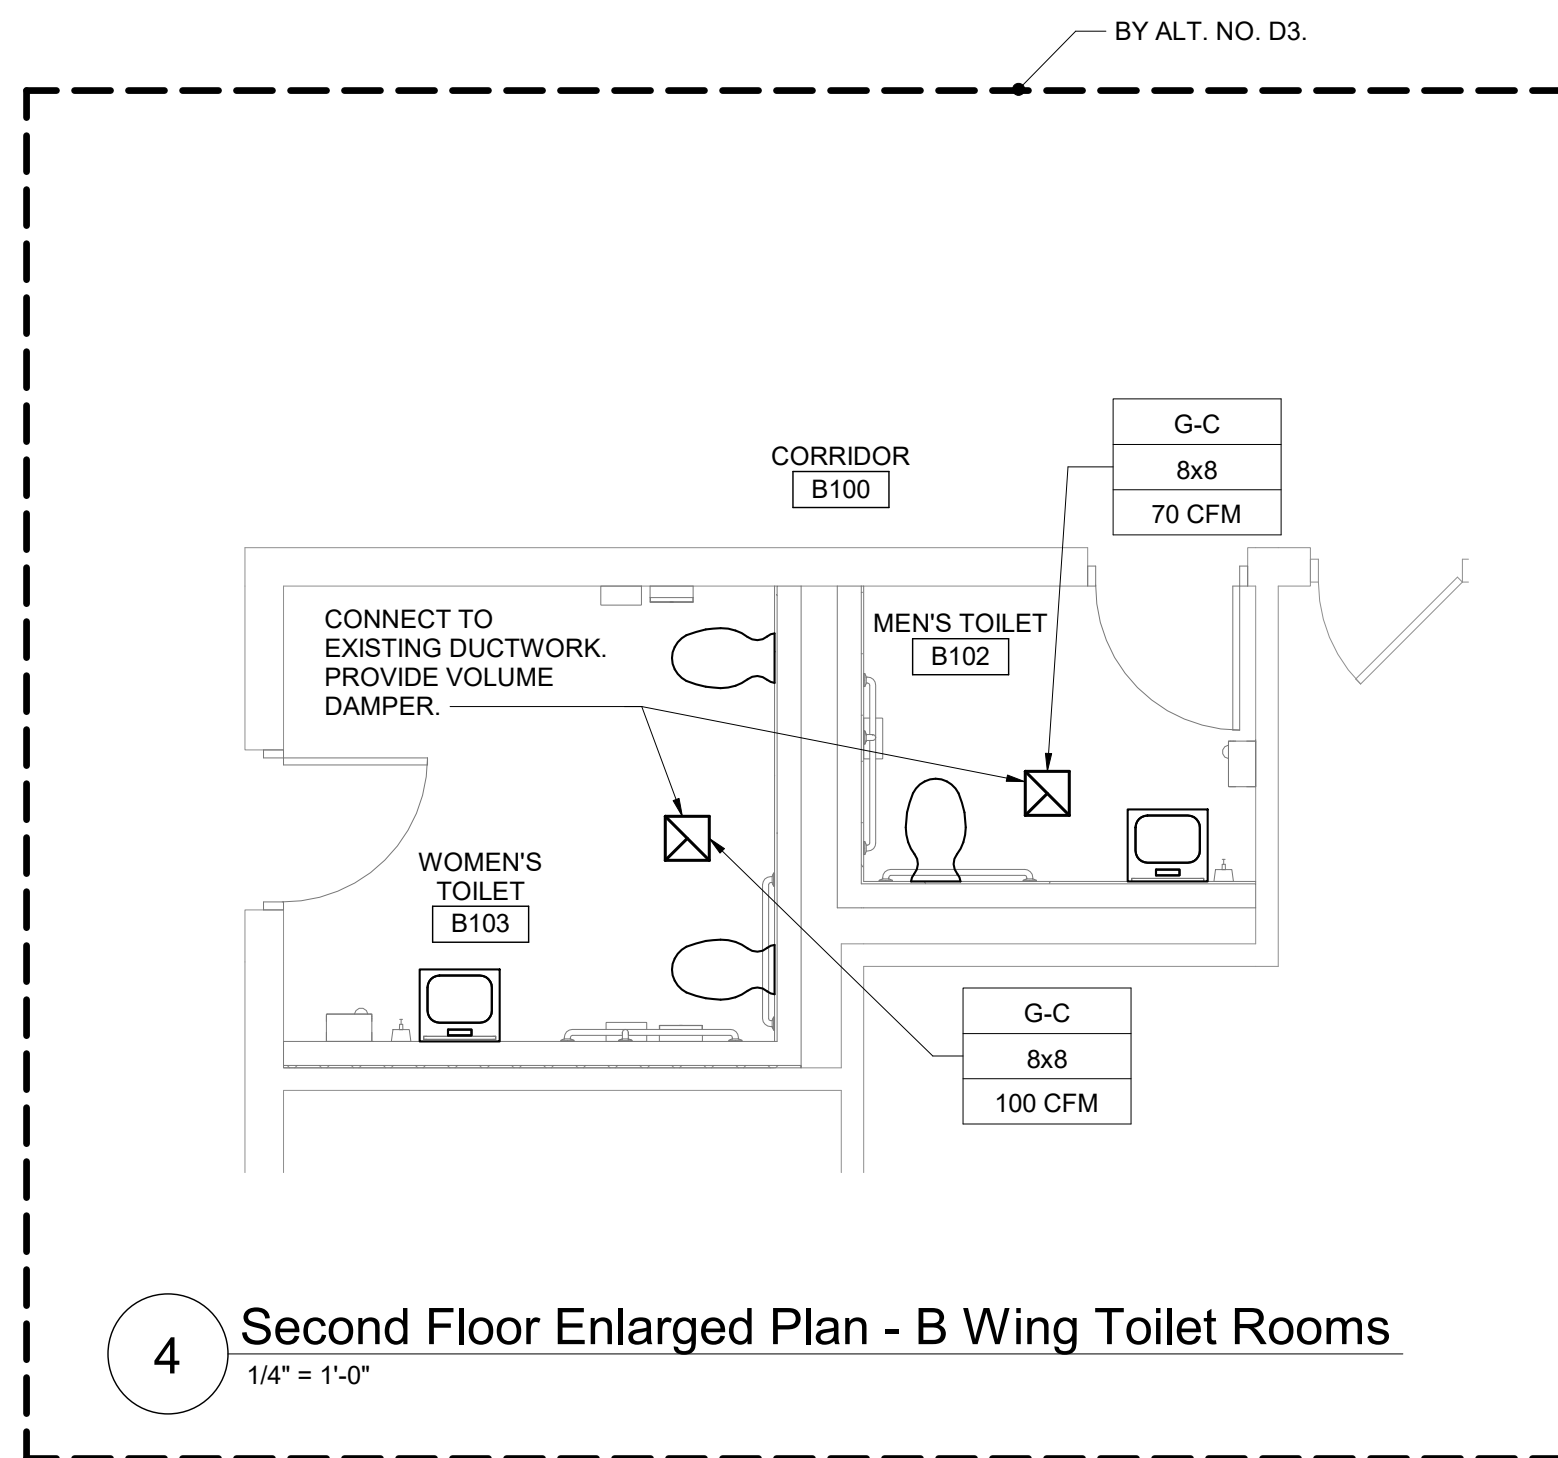 BY ALT. NO. D3.
G-C
8x8
70 CFM
CORRIDOR
B100
CONNECT TO
EXISTING DUCTWORK.
PROVIDE VOLUME
DAMPER.
MEN'S TOILET
B102
WOMEN'S
TOILET
B103
G-C
8x8
100 CFM
4
Second Floor Enlarged Plan - B Wing Toilet Rooms
1/4" = 1'-0"